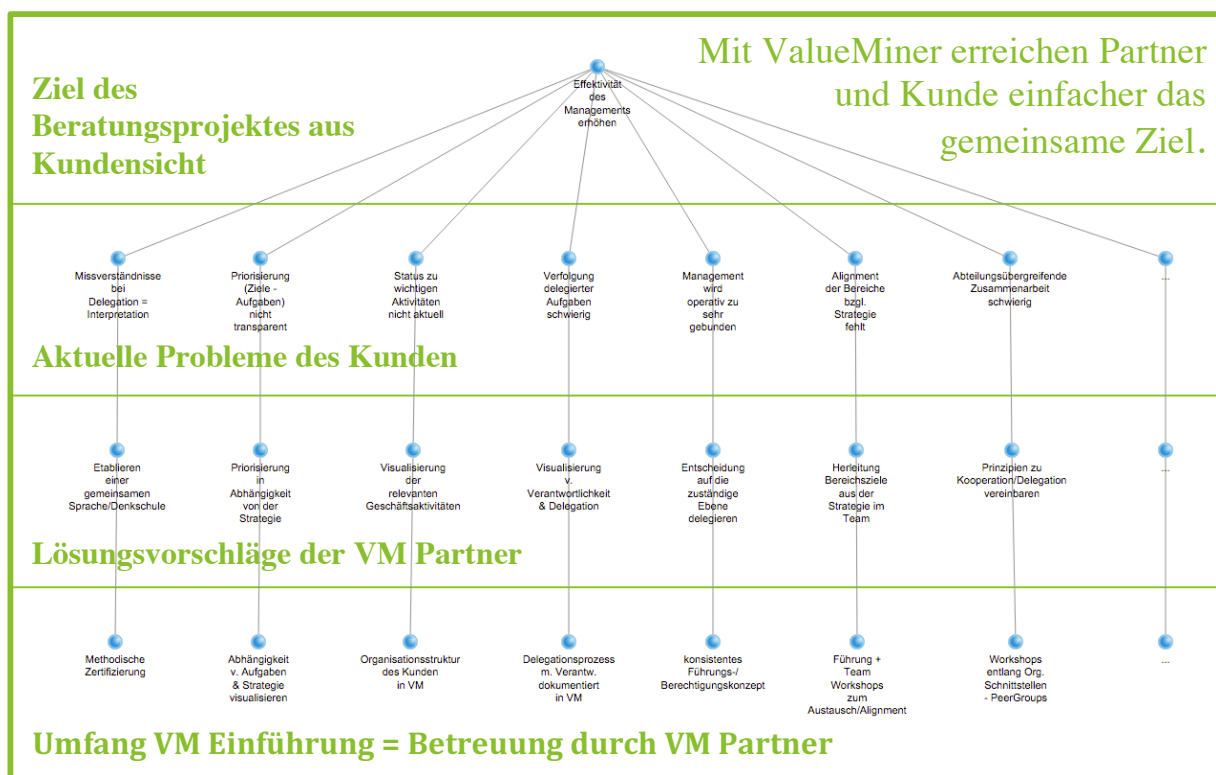 Mit ValueMiner erreichen Partner
und Kunde einfacher das
gemeinsame Ziel.
Ziel des
Beratungsprojektes aus
Kundensicht
Effektivität
des
Managements
erhöhen
Missverständnisse
bei
Delegation =
Interpretation
Priorisierung
(Ziele -
Aufgaben)
nicht
transparent
Status zu
wichtigen
Aktivitäten
nicht aktuell
Verfolgung
delegierter
Aufgaben
schwierig
Management
wird
operativ zu
sehr
gebunden
Alignment
der Bereiche
bzgl.
Strategie
fehlt
Abteilungsübergreifende
Zusammenarbeit
schwierig
...
Aktuelle Probleme des Kunden
Etablieren
einer
gemeinsamen
Sprache/Denkschule
Priorisierung
in
Abhängigkeit
von der
Strategie
Visualisierung
der
relevanten
Geschäftsaktivitäten
Visualisierung
v.
Verantwortlichkeit
& Delegation
Entscheidung
auf die
zuständige
Ebene
delegieren
Herleitung
Bereichsziele
aus der
Strategie im
Team
Prinzipien zu
Kooperation/Delegation
vereinbaren
...
Lösungsvorschläge der VM Partner
Methodische
Zertifizierung
Abhängigkeit
v. Aufgaben
& Strategie
visualisieren
Organisationsstruktur
des Kunden
in VM
Delegationsprozess
m. Verantw.
dokumentiert
in VM
konsistentes
Führungs-/
Berechtigungskonzept
Führung +
Team
Workshops
zum
Austausch/Alignment
Workshops
entlang Org.
Schnittstellen
- PeerGroups
...
Umfang VM Einführung = Betreuung durch VM Partner